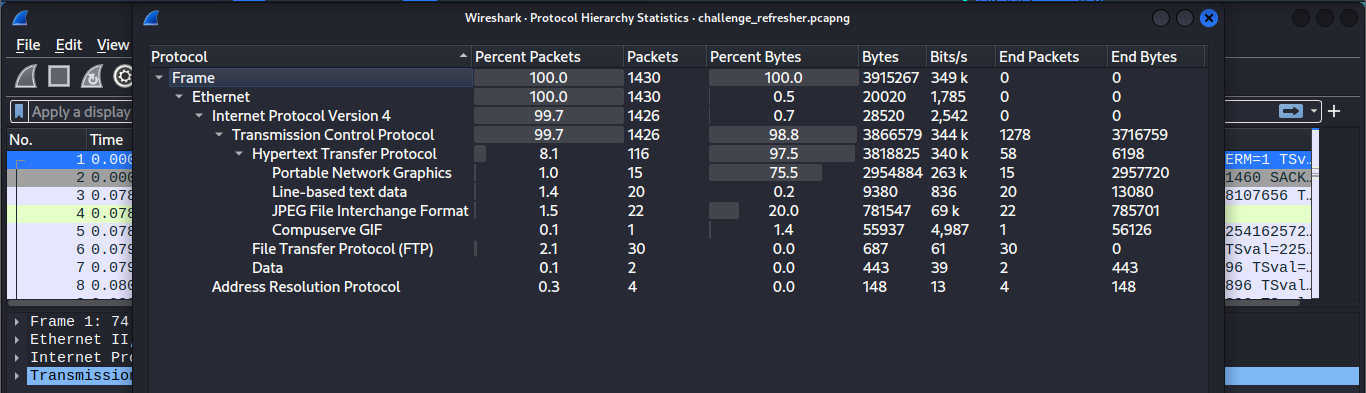 Wireshark · Protocol Hierarchy Statistics · challenge_refresher.pcapng
File Edit View
Protocol Percent Packets Packets Percent Bytes Bytes Bits/s End Packets End Bytes
Frame 100.0 1430 100.0 3915267 349 k 0 0
Ethernet 100.0 1430 0.5 20020 1,785 0 0
Internet Protocol Version 4 99.7 1426 0.7 28520 2,542 0 0
Transmission Control Protocol 99.7 1426 98.8 3866579 344 k 1278 3716759
Hypertext Transfer Protocol 8.1 116 97.5 3818825 340 k 58 6198
Portable Network Graphics 1.0 15 75.5 2954884 263 k 15 2957720
Line-based text data 1.4 20 0.2 9380 836 20 13080
JPEG File Interchange Format 1.5 22 20.0 781547 69 k 22 785701
Compuserve GIF 0.1 1 1.4 55937 4,987 1 56126
File Transfer Protocol (FTP) 2.1 30 0.0 687 61 30 0
Data 0.1 2 0.0 443 39 2 443
Address Resolution Protocol 0.3 4 0.0 148 13 4 148
Apply a display
No. Time
1 0.000 ERM=1 TSv…
2 0.000 1460 SACK…
3 0.078 8107656 T…
4 0.078
5 0.078 254162572…
6 0.079 TSval=225…
7 0.079 96 TSval=…
8 0.080 896 TSval…
Frame 1: 74
Ethernet II,
Internet Pro
Transmission